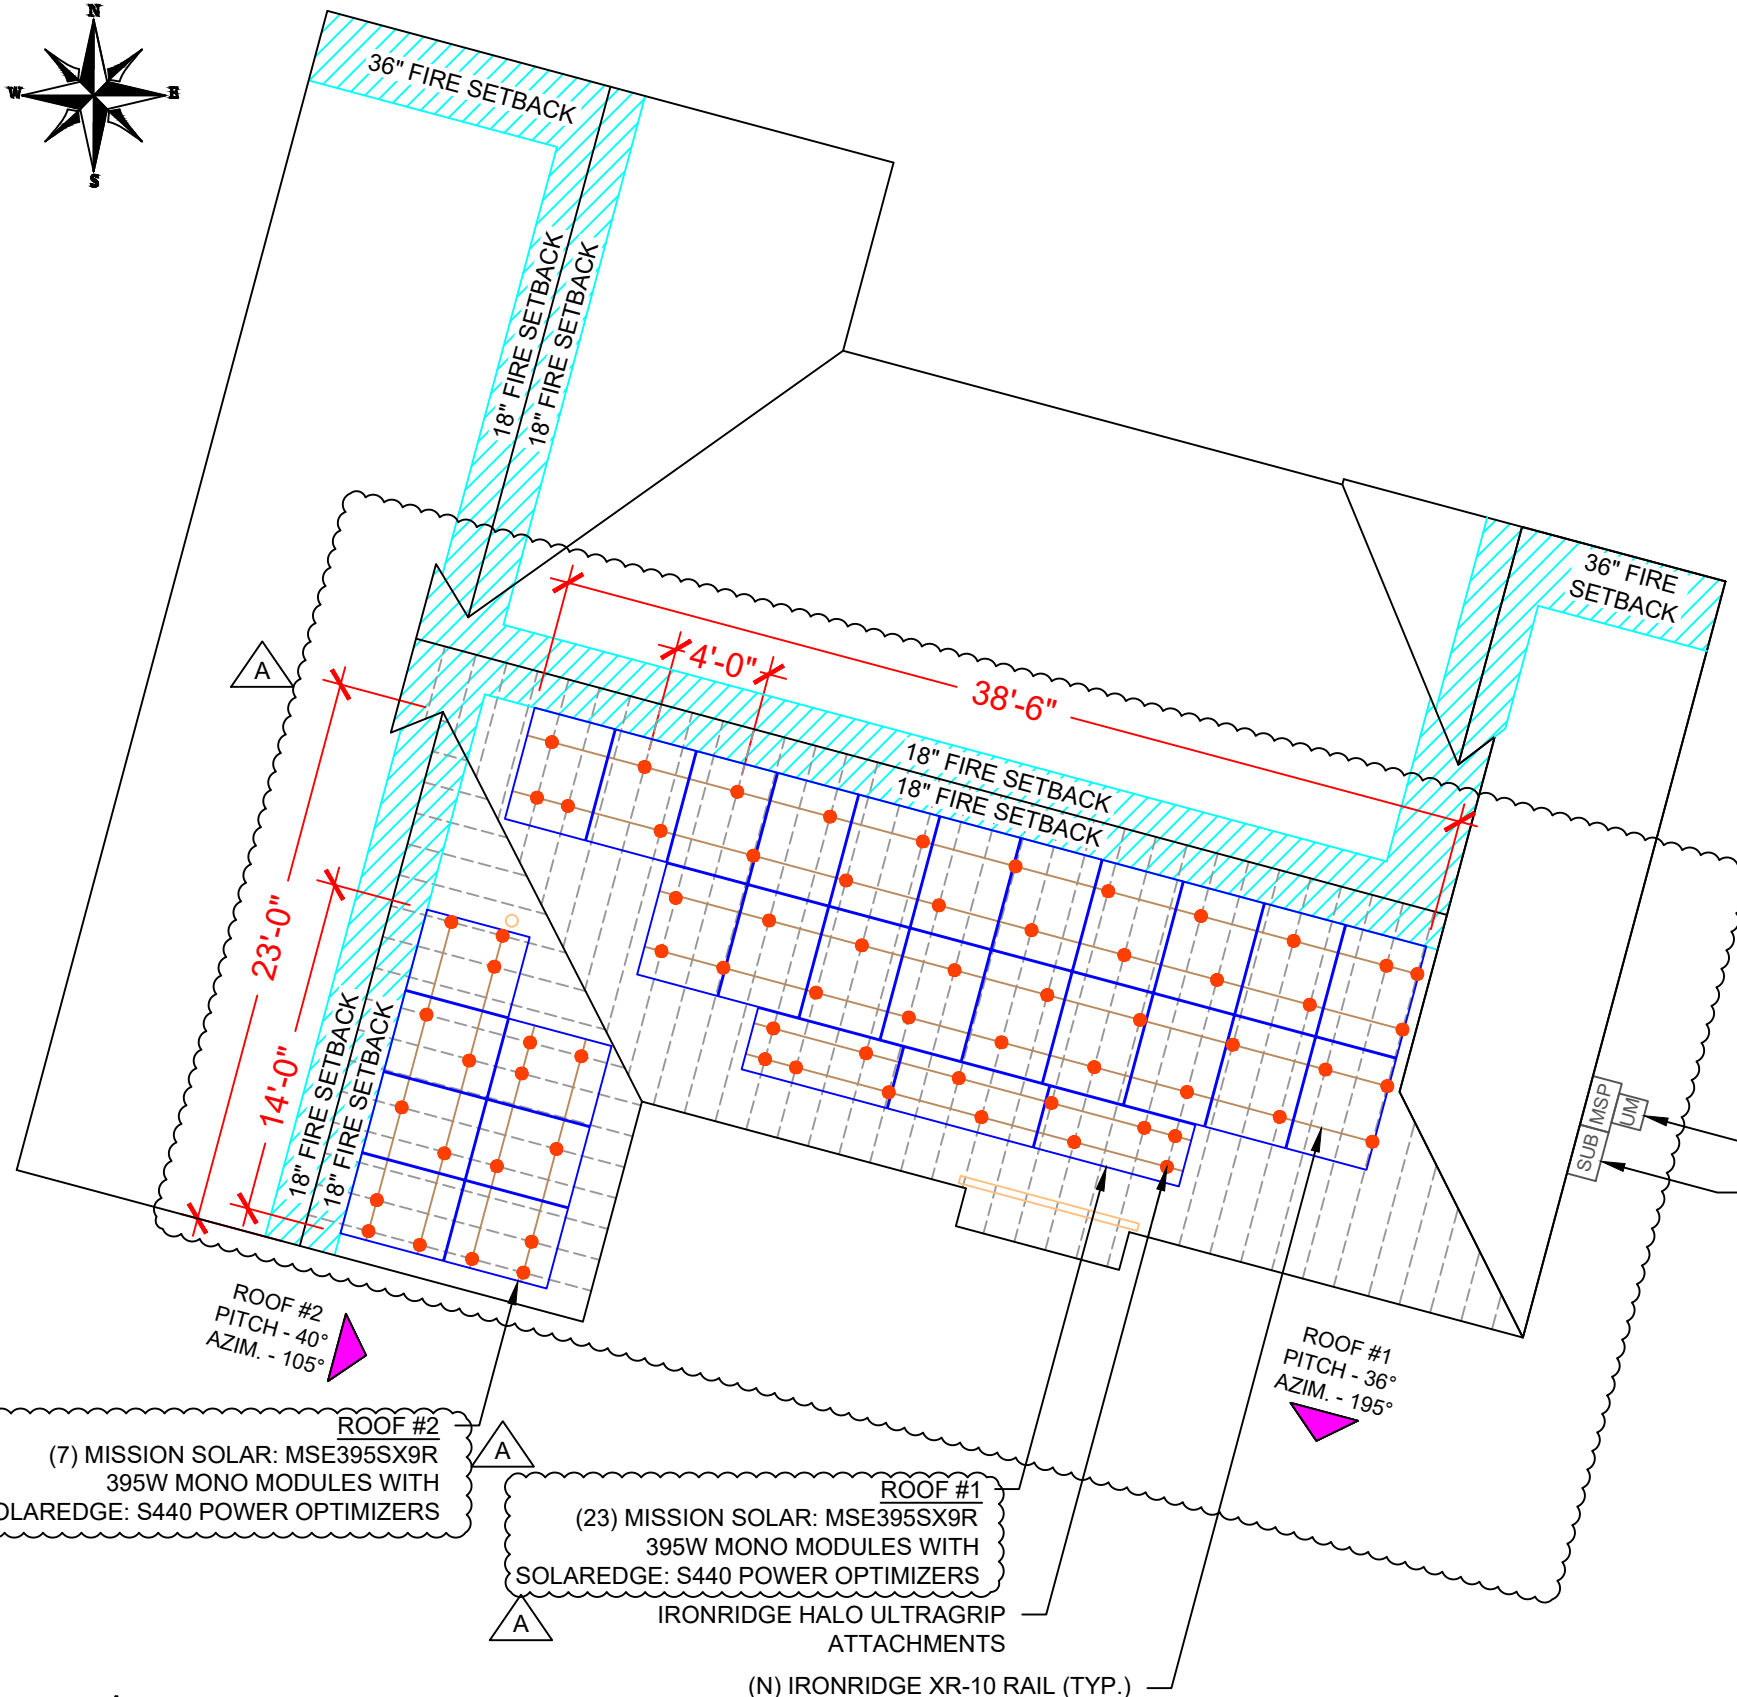 N
W E
S
36" FIRE SETBACK
18" FIRE SETBACK
18" FIRE SETBACK
36" FIRE
SETBACK
A
4'-0"
38'-6"
18" FIRE SETBACK
18" FIRE SETBACK
23'-0"
14'-0"
18" FIRE SETBACK
18" FIRE SETBACK
MSP
UM
SUB
ROOF #2
PITCH - 40°
AZIM. - 105°
ROOF #1
PITCH - 36°
AZIM. - 195°
ROOF #2
(7) MISSION SOLAR: MSE395SX9R
395W MONO MODULES WITH
OLAREDGE: S440 POWER OPTIMIZERS
A
ROOF #1
(23) MISSION SOLAR: MSE395SX9R
395W MONO MODULES WITH
SOLAREDGE: S440 POWER OPTIMIZERS
A
IRONRIDGE HALO ULTRAGRIP
ATTACHMENTS
(N) IRONRIDGE XR-10 RAIL (TYP.)